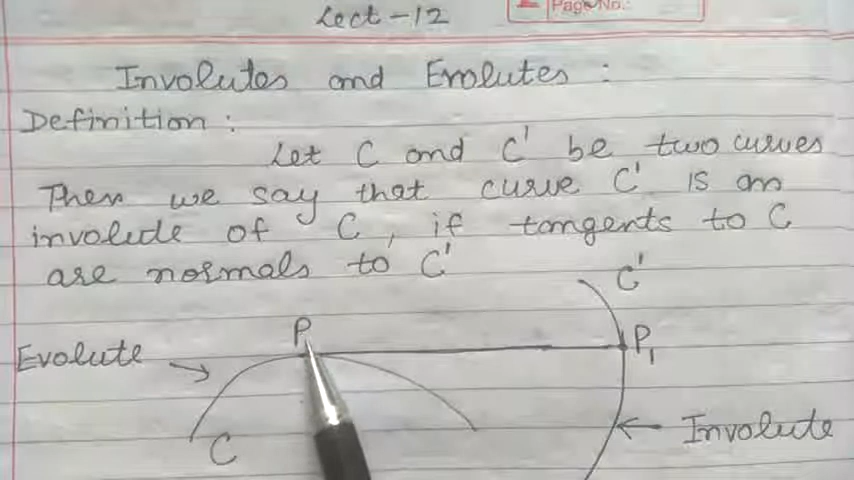 Lect-12
Page No.:
Involutes and Evolutes :
Definition :
Let C and C' be two curves
Then we say that curve C' is an
involute of C, if tangents to C
are normals to C'
C'
P
P1
Evolute
C
Involute